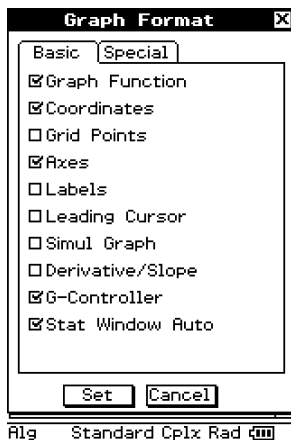 Graph Format
Basic Special
Graph Function
Coordinates
Grid Points
Axes
Labels
Leading Cursor
Simul Graph
Derivative/Slope
G-Controller
Stat Window Auto
Set Cancel
Alg Standard Cplx Rad